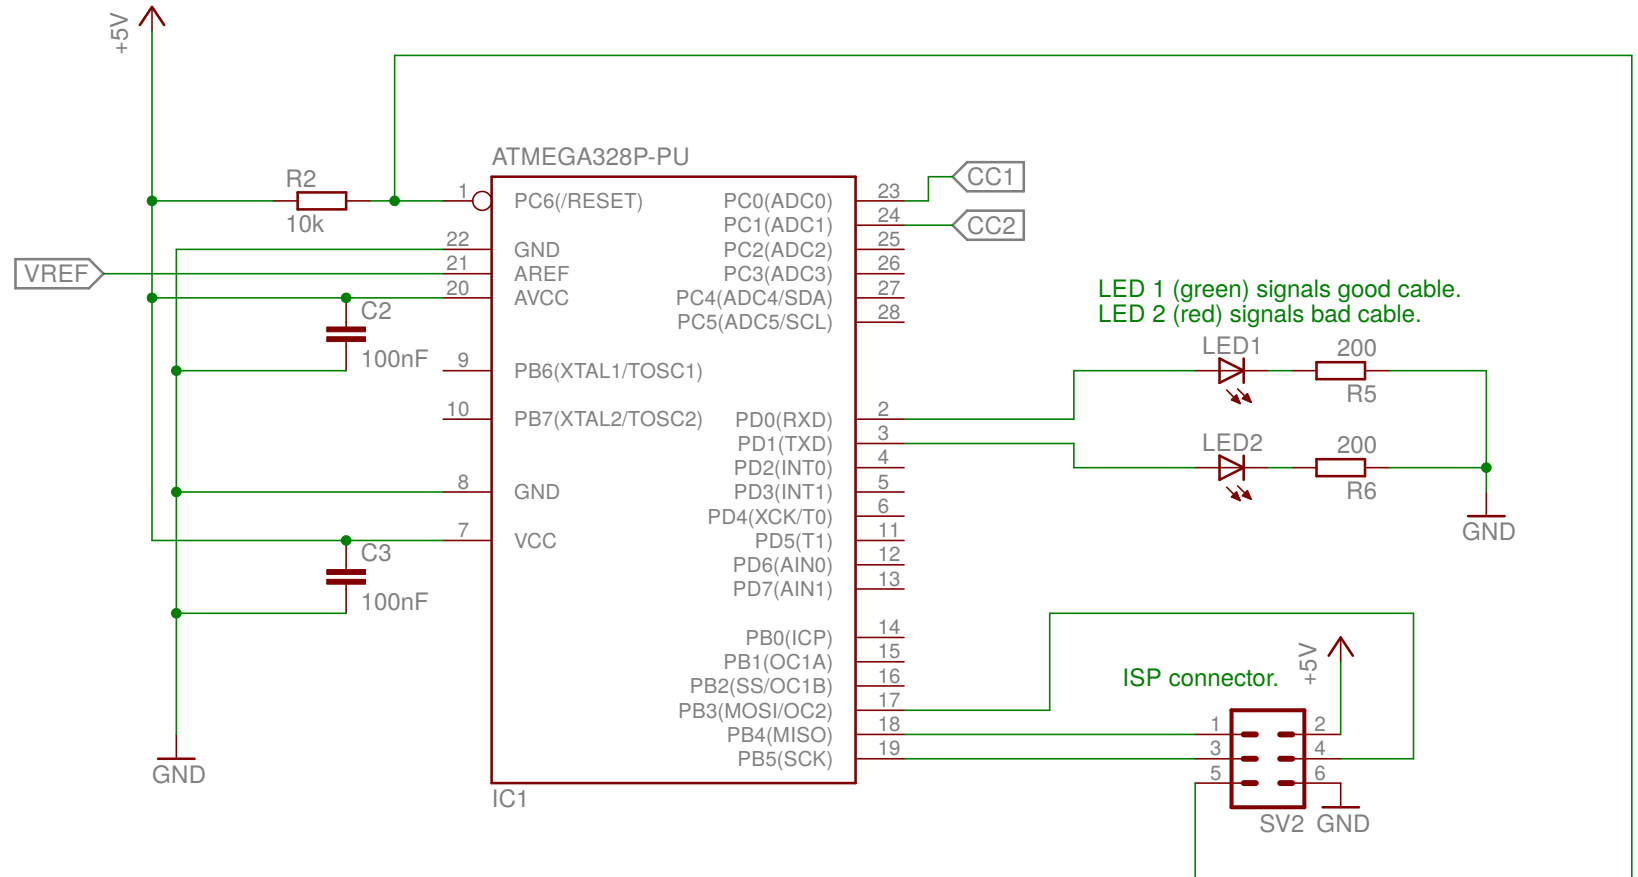 +5V
ATMEGA328P-PU
R2
10k
VREF
1
22
21
20
9
10
8
7
PC6(/RESET)
GND
AREF
AVCC
PB6(XTAL1/TOSC1)
PB7(XTAL2/TOSC2)
GND
VCC
C2
100nF
C3
100nF
GND
PC0(ADC0)
PC1(ADC1)
PC2(ADC2)
PC3(ADC3)
PC4(ADC4/SDA)
PC5(ADC5/SCL)
PD0(RXD)
PD1(TXD)
PD2(INT0)
PD3(INT1)
PD4(XCK/T0)
PD5(T1)
PD6(AIN0)
PD7(AIN1)
PB0(ICP)
PB1(OC1A)
PB2(SS/OC1B)
PB3(MOSI/OC2)
PB4(MISO)
PB5(SCK)
23
24
25
26
27
28
2
3
4
5
6
11
12
13
14
15
16
17
18
19
IC1
CC1
CC2
LED 1 (green) signals good cable.
LED 2 (red) signals bad cable.
LED1
200
R5
LED2
200
R6
GND
ISP connector.
+5V
1
2
3
4
5
6
SV2
GND